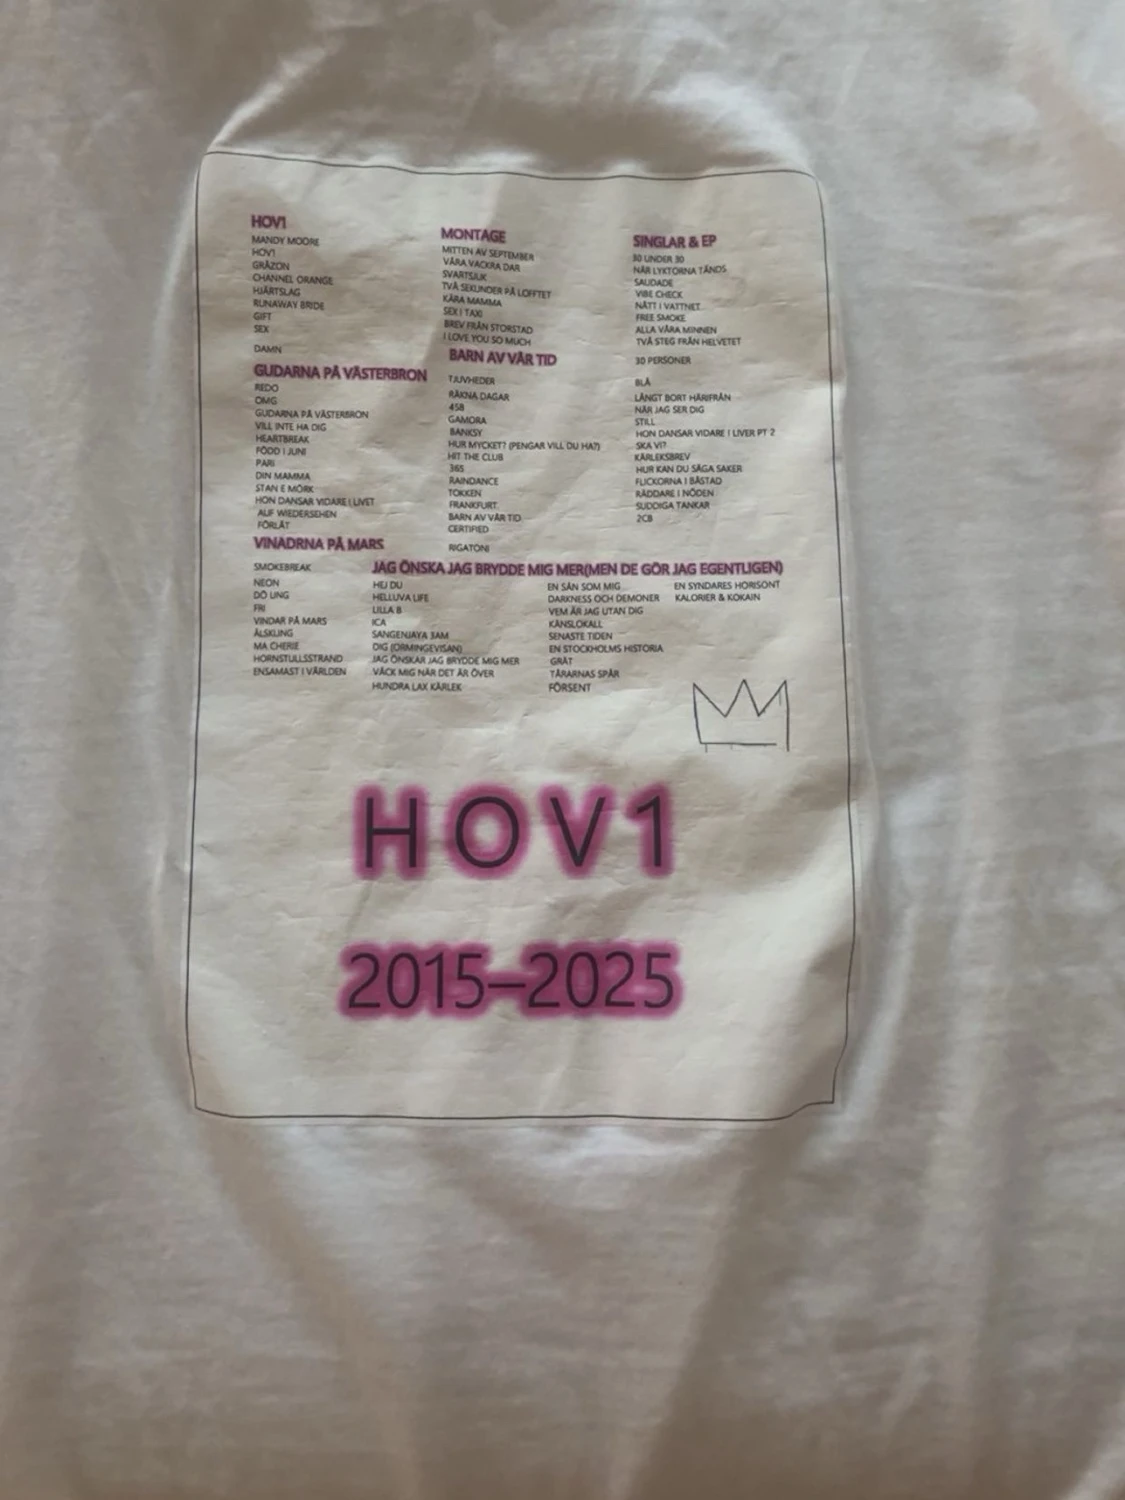 HOV1
MANDY MOORE
HOV1
GRÅZON
CHANNEL ORANGE
HJÄRTSLAG
RUNAWAY BRIDE
GIFT
SEX
DAMN
GUDARNA PÅ VÄSTERBRON
REDO
OMG
GUDARNA PÅ VÄSTERBRON
VILL INTE HA DIG
HEARTBREAK
FÖDD I JUNI
PARI
DIN MAMMA
STAN E MÖRK
HON DANSAR VIDARE I LIVET
AUF WIEDERSEHEN
FÖRLÅT
VINADRNA PÅ MARS
SMOKEBREAK
NEON
DÖ UNG
FRI
VINDAR PÅ MARS
ÄLSKLING
MA CHERIE
HORNSTULLSSTRAND
ENSAMAST I VÄRLDEN
MONTAGE
MITTEN AV SEPTEMBER
VÅRA VACKRA DAR
SVARTSJUK
TVÅ SEKUNDER PÅ LOFFTET
KÄRA MAMMA
SEX I TAXI
BREV FRÅN STORSTAD
I LOVE YOU SO MUCH
BARN AV VÅR TID
TJUVHEDER
RÄKNA DAGAR
458
GAMORA
BANKSY
HUR MYCKET? (PENGAR VILL DU HA?)
HIT THE CLUB
365
RAINDANCE
TOKKEN
FRANKFURT
BARN AV VÅR TID
CERTIFIED
RIGATONI
SINGLAR & EP
30 UNDER 30
NÄR LYKTORNA TÄNDS
SAUDADE
VIBE CHECK
NÄTT I VATTNET
FREE SMOKE
ALLA VÅRA MINNEN
TVÅ STEG FRÅN HELVETET
30 PERSONER
BLÅ
LÅNGT BORT HÄRIFRÅN
NÄR JAG SER DIG
STILL
HON DANSAR VIDARE I LIVER PT 2
SKA VI?
KÄRLEKSBREV
HUR KAN DU SÄGA SAKER
FLICKORNA I BÅSTAD
RÄDDARE I NÖDEN
SUDDIGA TANKAR
2CB
JAG ÖNSKA JAG BRYDDE MIG MER(MEN DE GÖR JAG EGENTLIGEN)
HEJ DU
HELLUVA LIFE
LILLA B
ICA
SANGENJAYA 3AM
DIG (ORMINGEVISAN)
JAG ÖNSKAR JAG BRYDDE MIG MER
VÄCK MIG NÄR DET ÄR ÖVER
HUNDRA LAX KÄRLEK
EN SÅN SOM MIG
DARKNESS OCH DEMONER
VEM ÄR JAG UTAN DIG
KÄNSLOKALL
SENASTE TIDEN
EN STOCKHOLMS HISTORIA
GRÅT
TÅRARNAS SPÅR
FÖRSENT
EN SYNDARES HORISONT
KALORIER & KOKAIN
HOV1
2015–2025